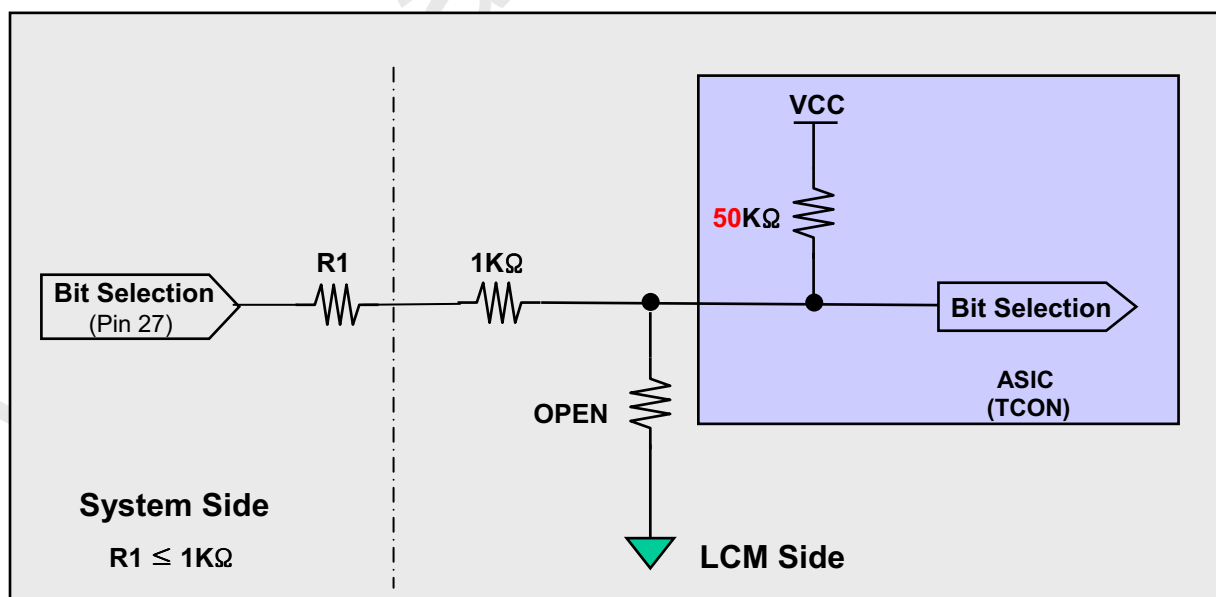 VCC
50KΩ
R1
1KΩ
Bit Selection
(Pin 27)
Bit Selection
ASIC
(TCON)
OPEN
System Side
R1 ≤ 1KΩ
LCM Side